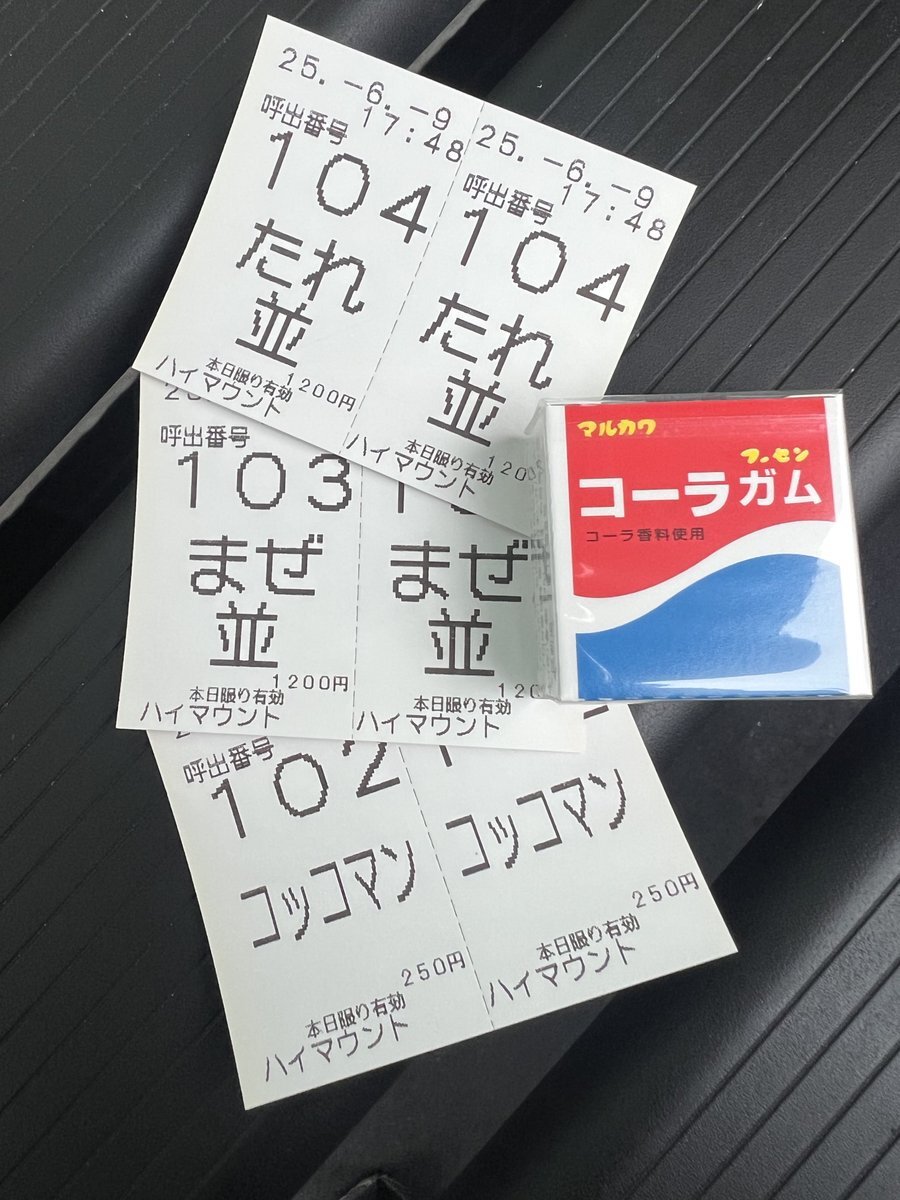 25.-6.-9
呼出番号 17:48
104
たれ
並
1200円
本日限り有効
ハイマウント
25.-6.-9
呼出番号 17:48
104
たれ
並
120
本日限り有効
ハイマウント
呼出番号
103
まぜ
並
1200円
本日限り有効
ハイマウント
まぜ
並
120
本日限り有効
ハイマウント
呼出番号
102
コッコマン
250円
本日限り有効
ハイマウント
コッコマン
250円
本日限り有効
ハイマウント
マルカワ
フーセン
コーラガム
コーラ香料使用